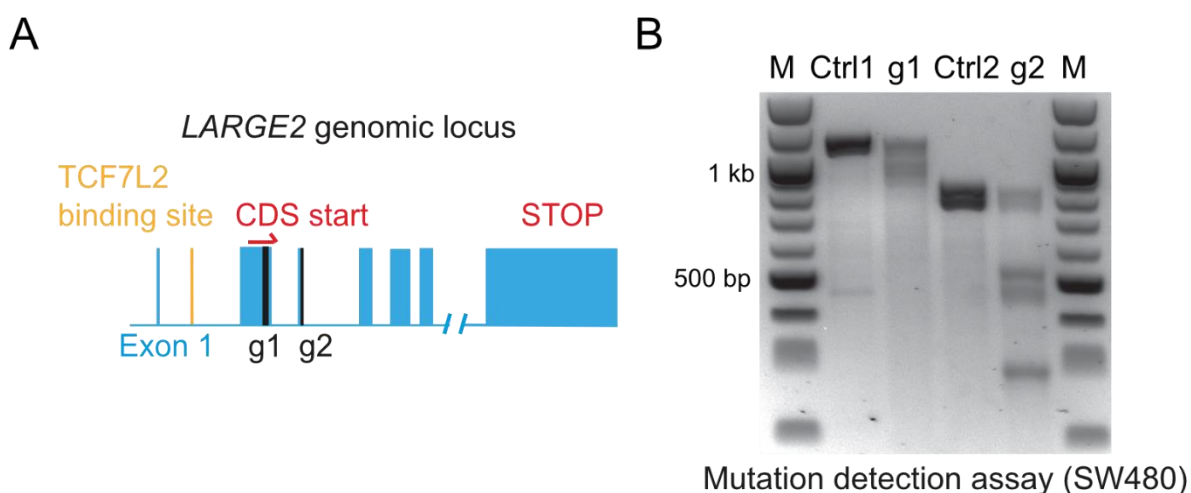 A
LARGE2 genomic locus
TCF7L2
binding site
CDS start
STOP
Exon 1
g1
g2
B
M Ctrl1 g1 Ctrl2 g2 M
1 kb
500 bp
Mutation detection assay (SW480)